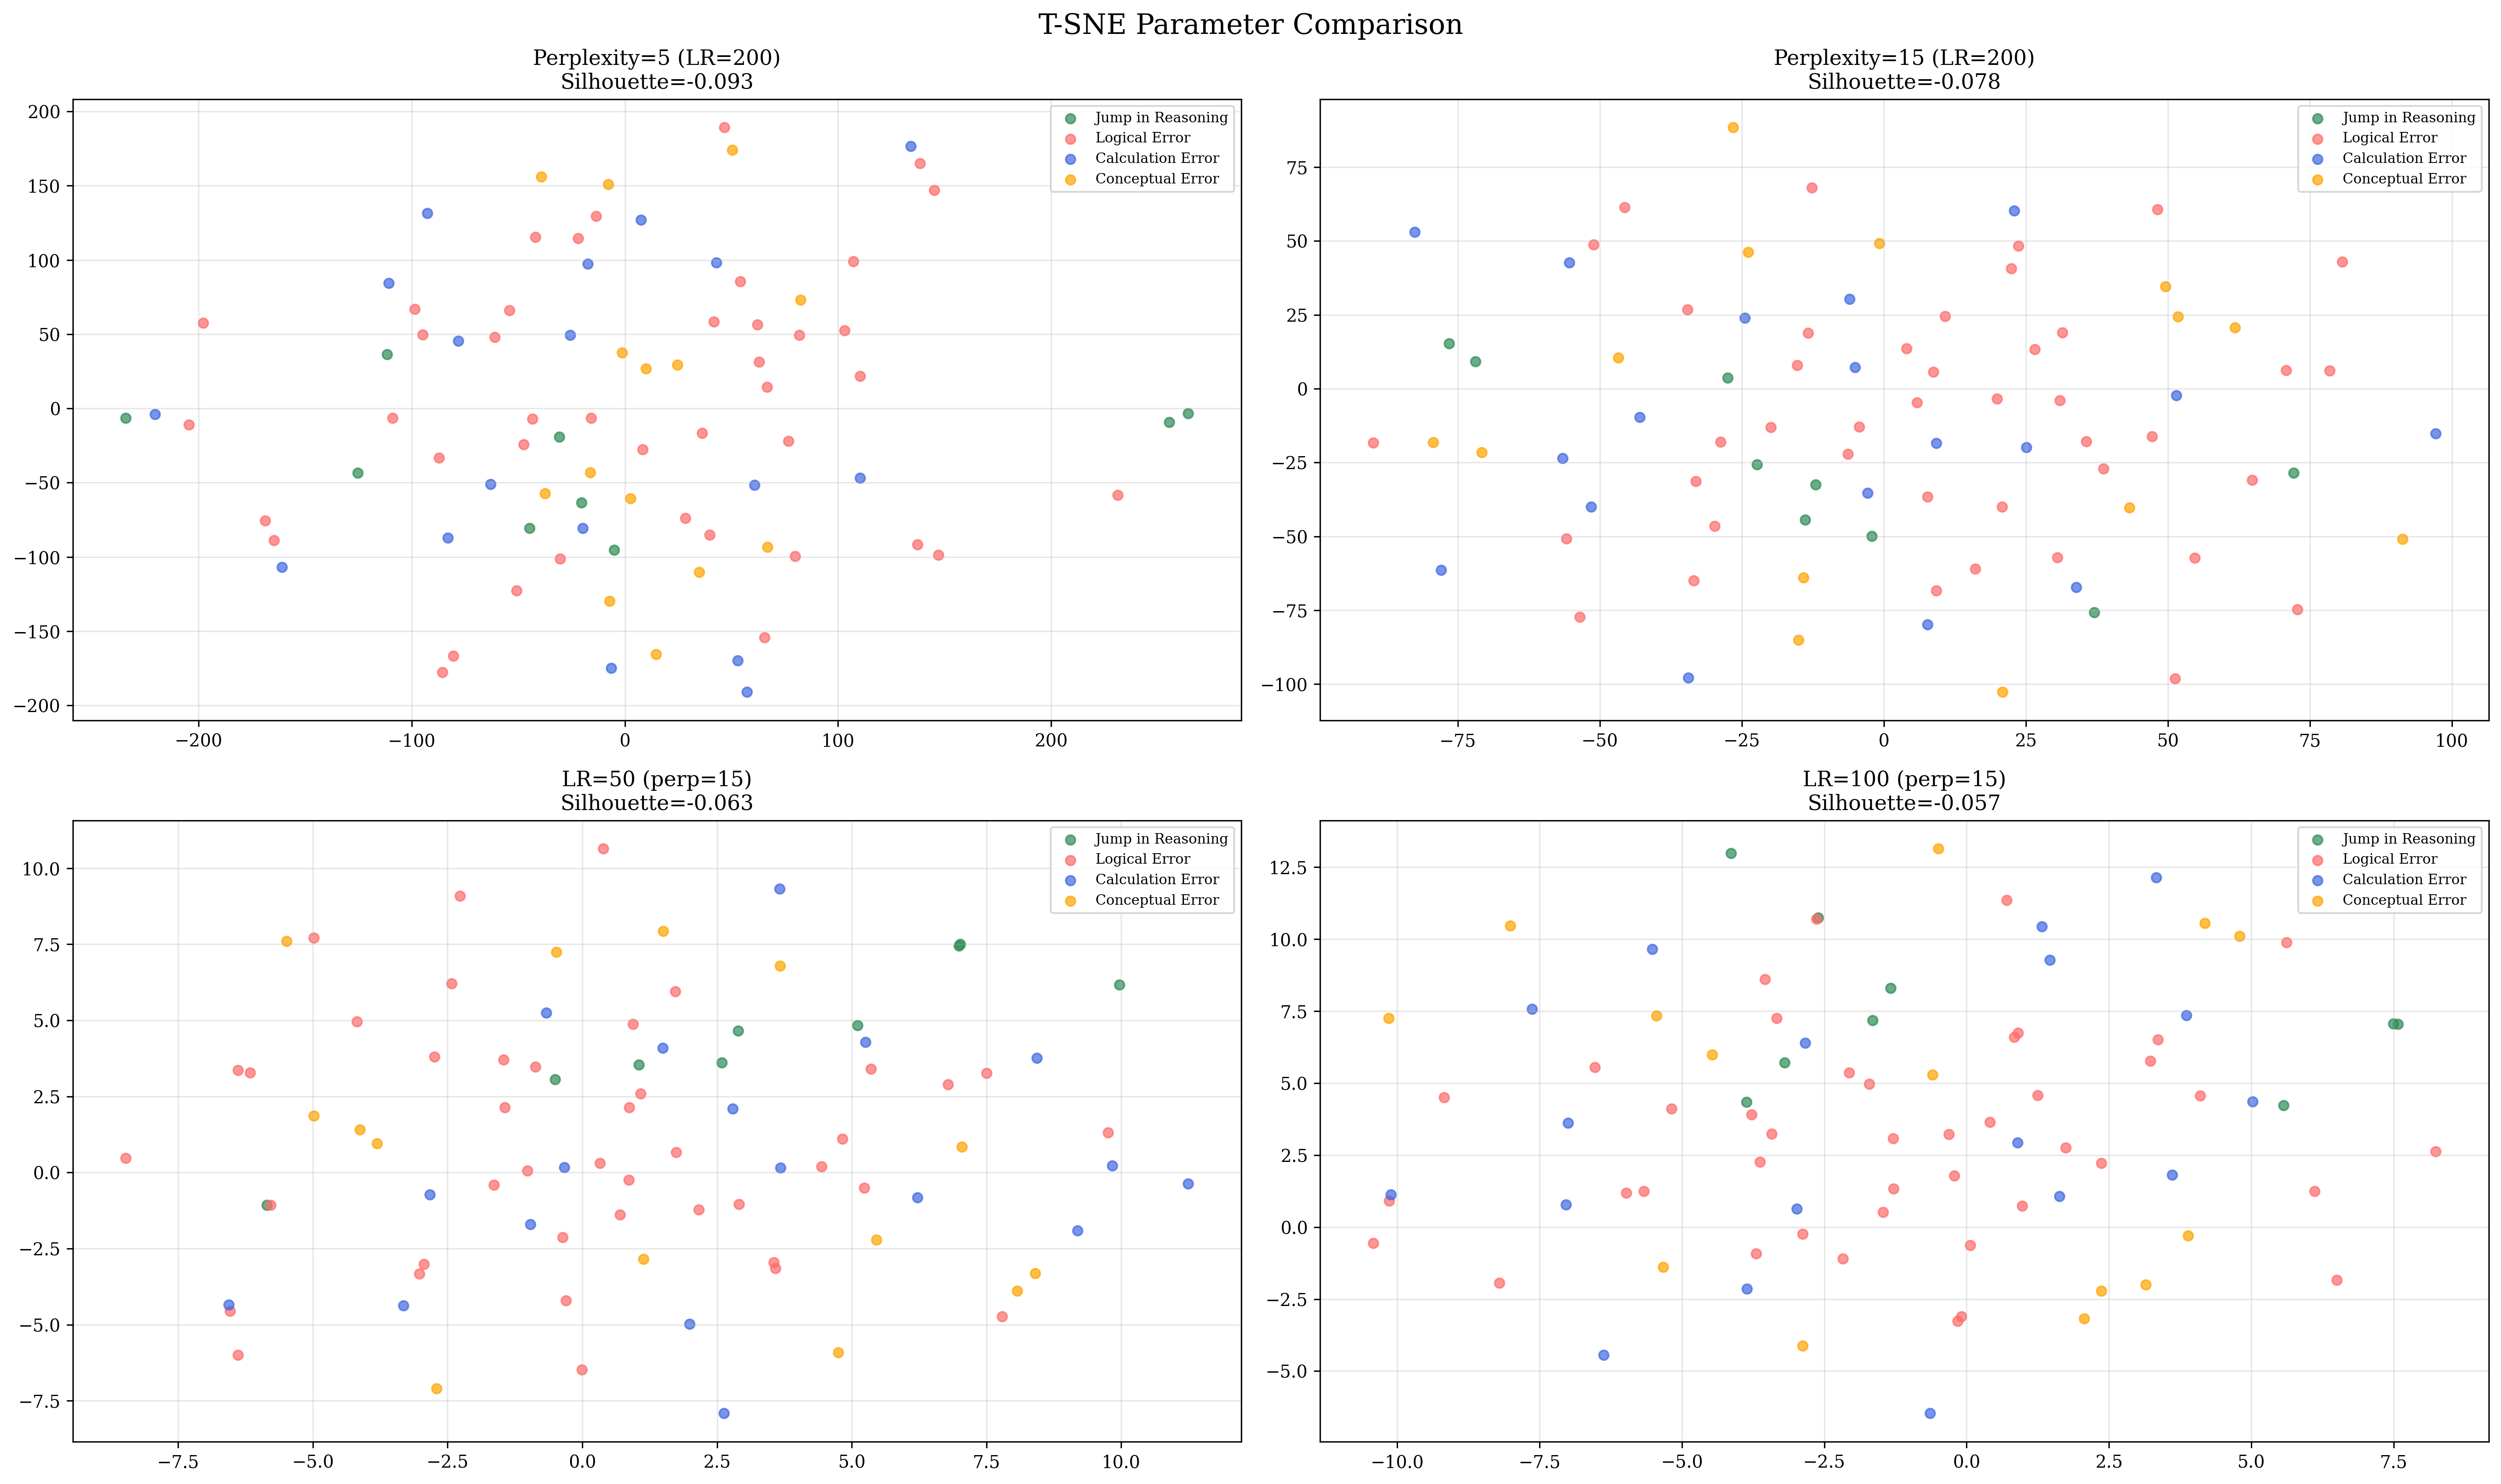 T-SNE Parameter Comparison
Perplexity=5 (LR=200)
Silhouette=-0.093
200
150
100
50
0
−50
−100
−150
−200
−200
−100
0
100
200
Jump in Reasoning
Logical Error
Calculation Error
Conceptual Error
Perplexity=15 (LR=200)
Silhouette=-0.078
75
50
25
0
−25
−50
−75
−100
−75
−50
−25
0
25
50
75
100
Jump in Reasoning
Logical Error
Calculation Error
Conceptual Error
LR=50 (perp=15)
Silhouette=-0.063
10.0
7.5
5.0
2.5
0.0
−2.5
−5.0
−7.5
−7.5
−5.0
−2.5
0.0
2.5
5.0
7.5
10.0
Jump in Reasoning
Logical Error
Calculation Error
Conceptual Error
LR=100 (perp=15)
Silhouette=-0.057
12.5
10.0
7.5
5.0
2.5
0.0
−2.5
−5.0
−10.0
−7.5
−5.0
−2.5
0.0
2.5
5.0
7.5
Jump in Reasoning
Logical Error
Calculation Error
Conceptual Error